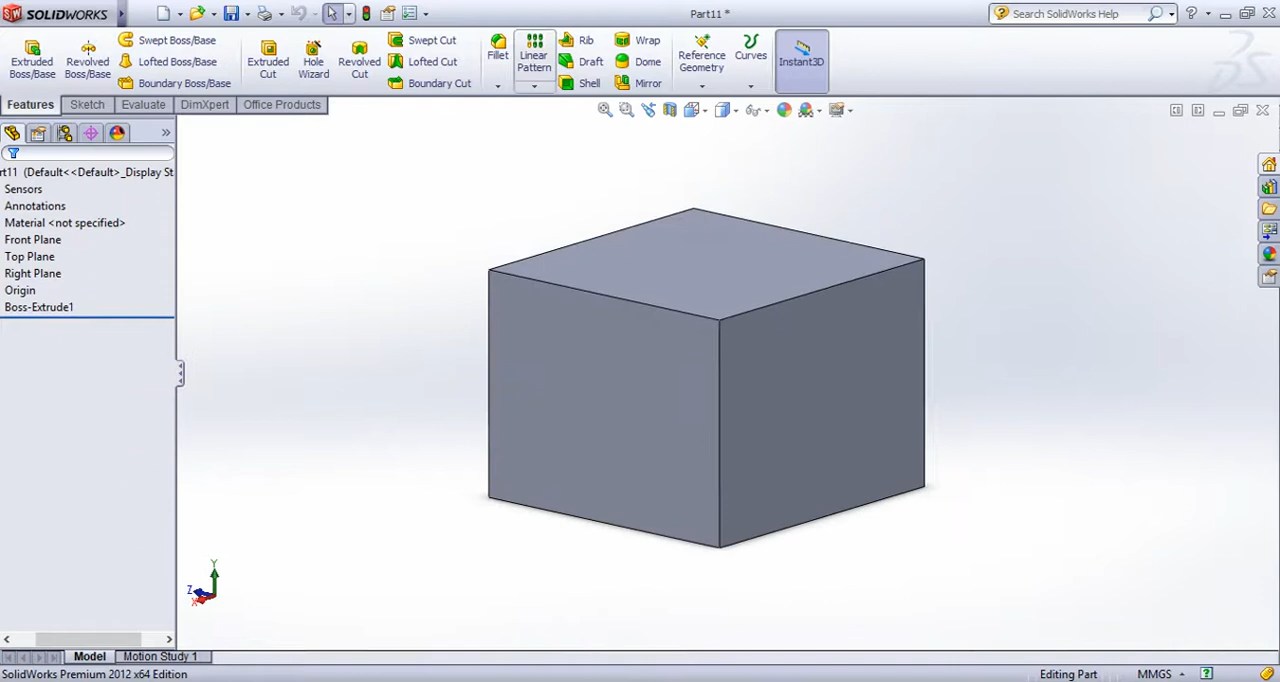 SW SOLIDWORKS
Part11 *
Search SolidWorks Help
Extruded Boss/Base
Revolved Boss/Base
Swept Boss/Base
Lofted Boss/Base
Boundary Boss/Base
Extruded Cut
Hole Wizard
Revolved Cut
Swept Cut
Lofted Cut
Boundary Cut
Fillet
Linear Pattern
Rib
Draft
Shell
Wrap
Dome
Mirror
Reference Geometry
Curves
Instant3D
Features
Sketch
Evaluate
DimXpert
Office Products
rt11 (Default<<Default>_Display St
Sensors
Annotations
Material <not specified>
Front Plane
Top Plane
Right Plane
Origin
Boss-Extrude1
Y
Z
X
Model
Motion Study 1
SolidWorks Premium 2012 x64 Edition
Editing Part
MMGS